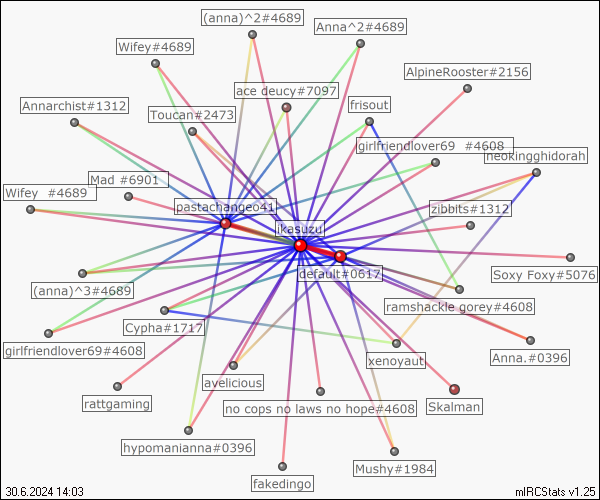 (anna)^2#4689
Anna^2#4689
Wifey#4689
AlpineRooster#2156
ace deucy#7097
Annarchist#1312
frisout
Toucan#2473
girlfriendlover69 #4608
neokingghidorah
Mad #6901
Wifey #4689
pastachangeo41
zibbits#1312
ikasuzu
default#0617
Soxy Foxy#5076
(anna)^3#4689
ramshackle gorey#4608
Cypha#1717
girlfriendlover69#4608
xenoyaut
Anna.#0396
avelicious
rattgaming
no cops no laws no hope#4608
Skalman
hypomanianna#0396
Mushy#1984
fakedingo
30.6.2024 14:03
mIRCStats v1.25